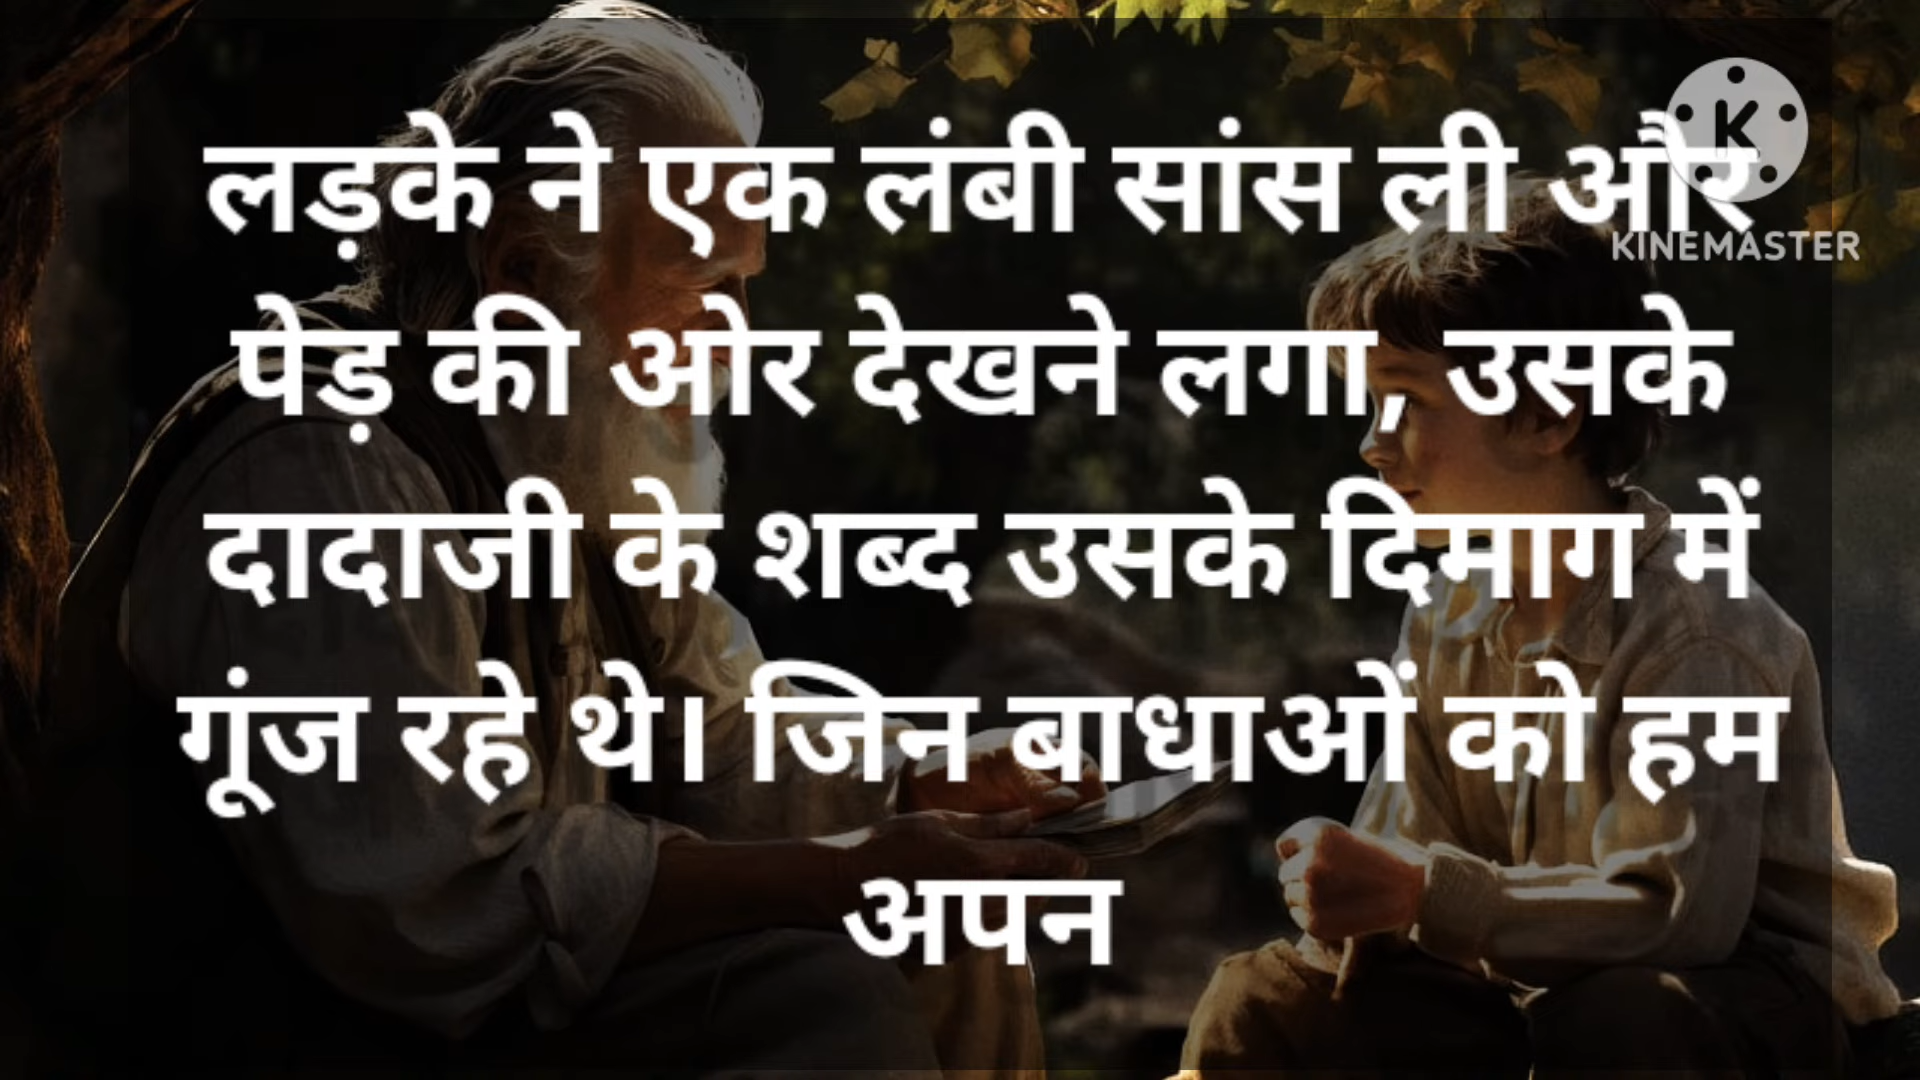 लड़के ने एक लंबी सांस ली और
पेड़ की ओर देखने लगा, उसके
दादाजी के शब्द उसके दिमाग में
गूंज रहे थे। जिन बाधाओं को हम
अपन
K
KINEMASTER